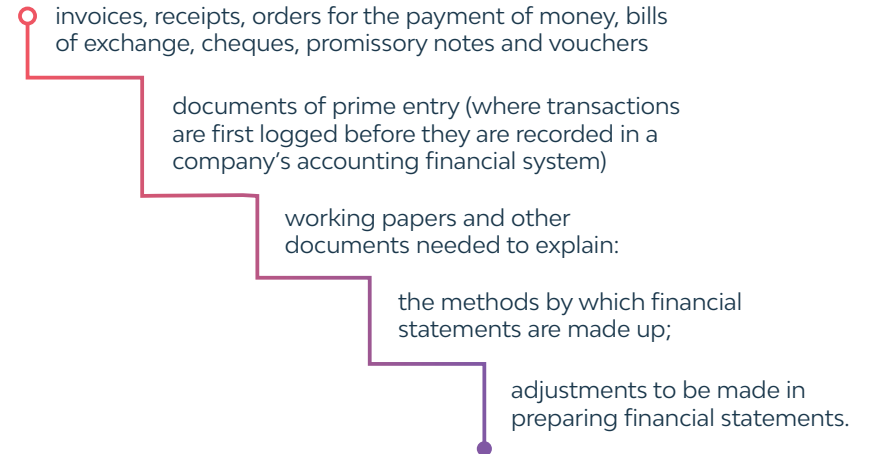 invoices, receipts, orders for the payment of money, bills
of exchange, cheques, promissory notes and vouchers
documents of prime entry (where transactions
are first logged before they are recorded in a
company's accounting financial system)
working papers and other
documents needed to explain:
the methods by which financial
statements are made up;
adjustments to be made in
preparing financial statements.